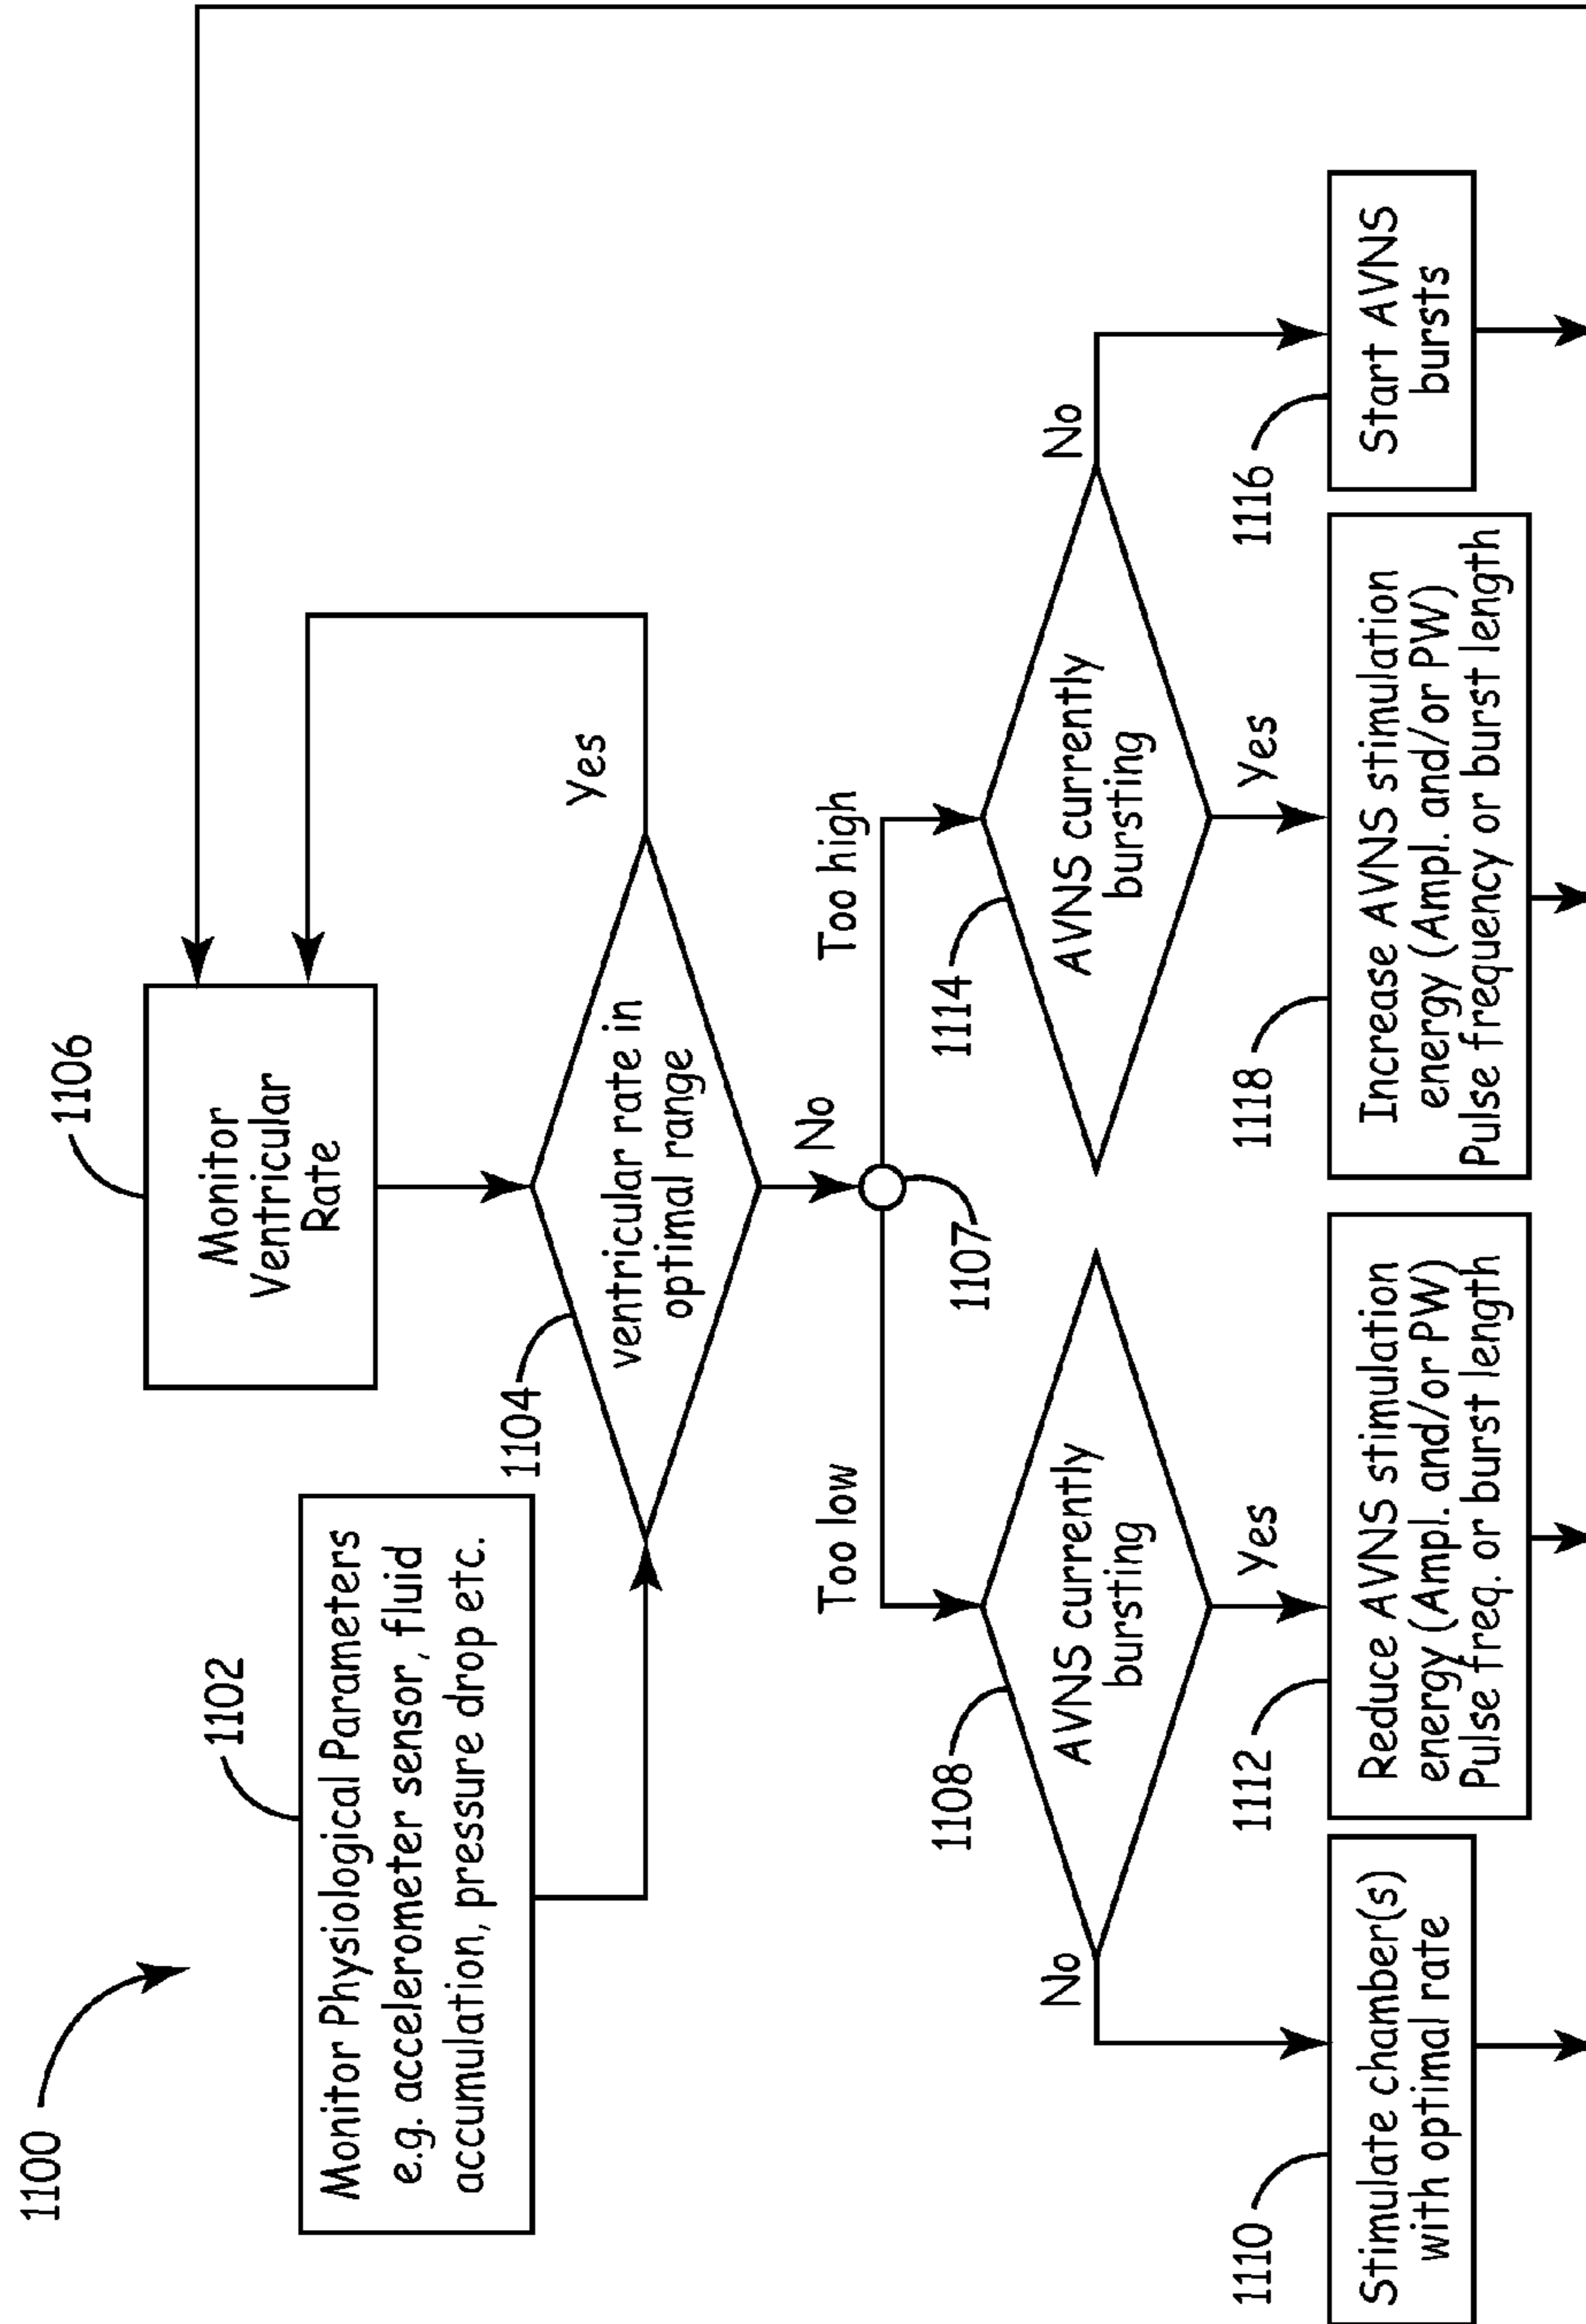 1100
1102
Monitor Physiological Parameters
e.g. accelerometer sensor, fluid
accumulation, pressure drop etc.
1106
Monitor
Ventricular
Rate
1104
ventricular rate in
optimal range
Yes
No
1107
Too low
Too high
1108
AVNS currently
bursting
No
Yes
1114
AVNS currently
bursting
No
Yes
1110
Stimulate chamber(s)
with optimal rate
1112
Reduce AVNS stimulation
energy (Ampl. and/or PW)
Pulse freq. or burst length
1118
Increase AVNS stimulation
energy (Ampl. and/or PW)
Pulse frequency or burst length
1116
Start AVNS
bursts